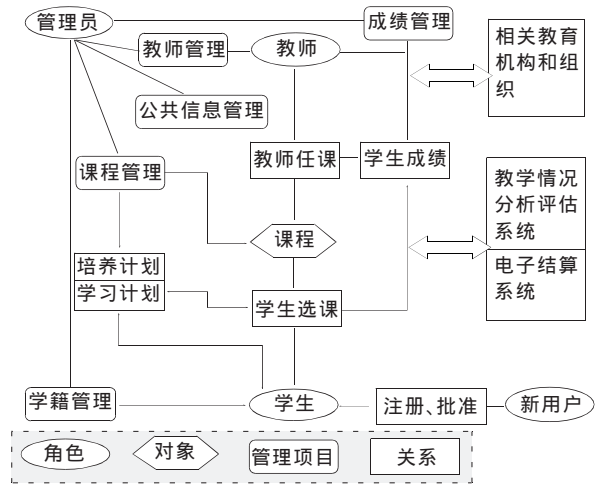 管理员
成绩管理
教师管理
教师
相关教育
机构和组
织
公共信息管理
教师任课
学生成绩
课程管理
教学情况
分析评估
系统
课程
培养计划
电子结算
系统
学习计划
学生选课
学籍管理
学生
注册、批准
新用户
角色
对象
管理项目
关系